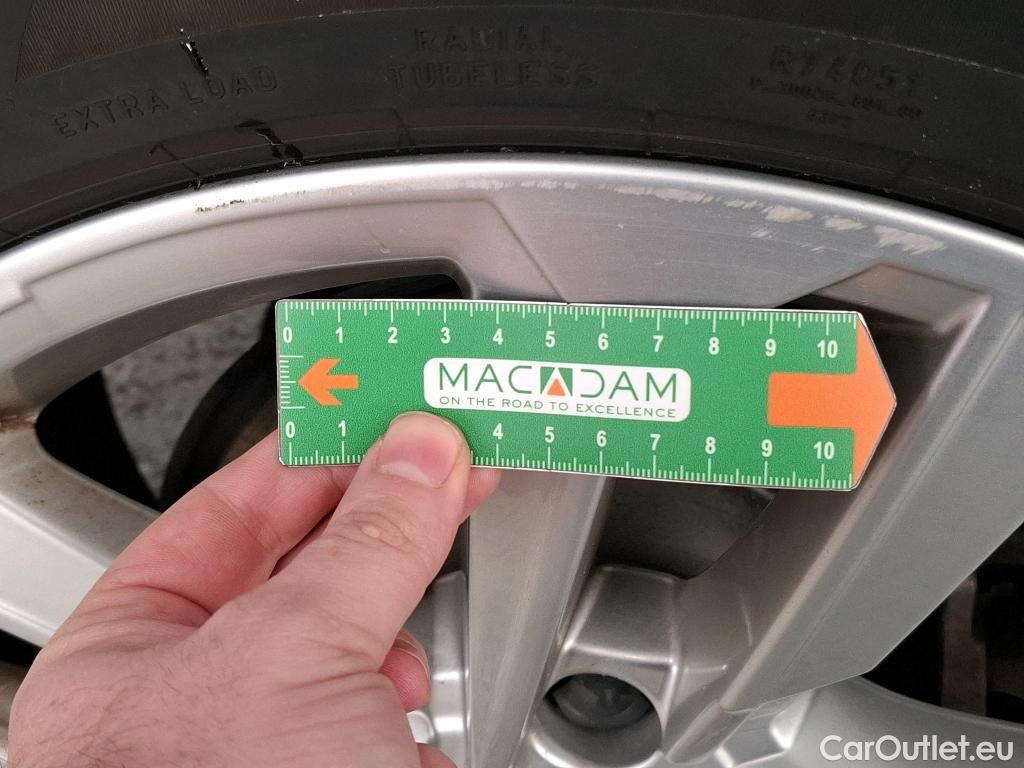 EXTRA LOAD
RADIAL
TUBELESS
R74051
0 1 2 3 4 5 6 7 8 9 10
MACADAM
ON THE ROAD TO EXCELLENCE
0 1 4 5 6 7 8 9 10
CarOutlet.eu